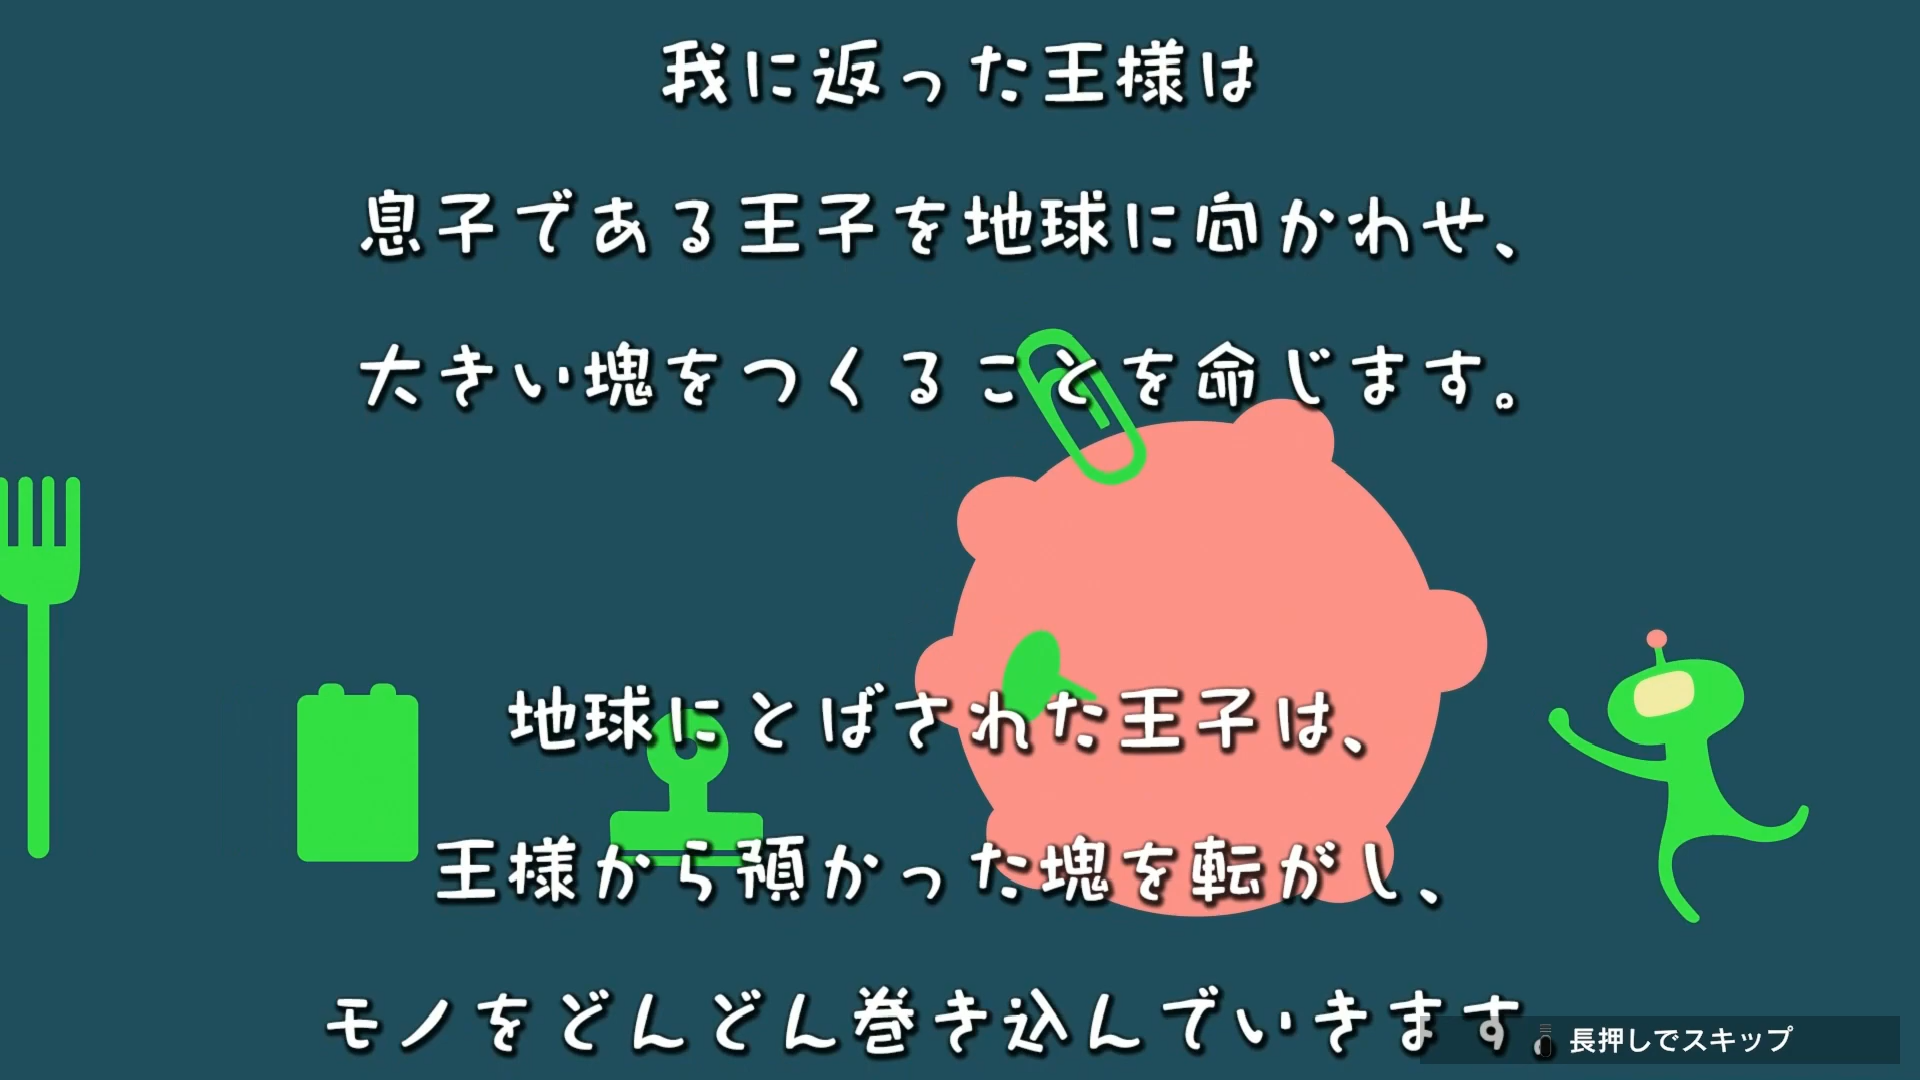 我に返った王様は
息子である王子を地球に向かわせ、
大きい塊をつくることを命じます。
地球にとばされた王子は、
王様から預かった塊を転がし、
モノをどんどん巻き込んでいきます。
長押しでスキップ